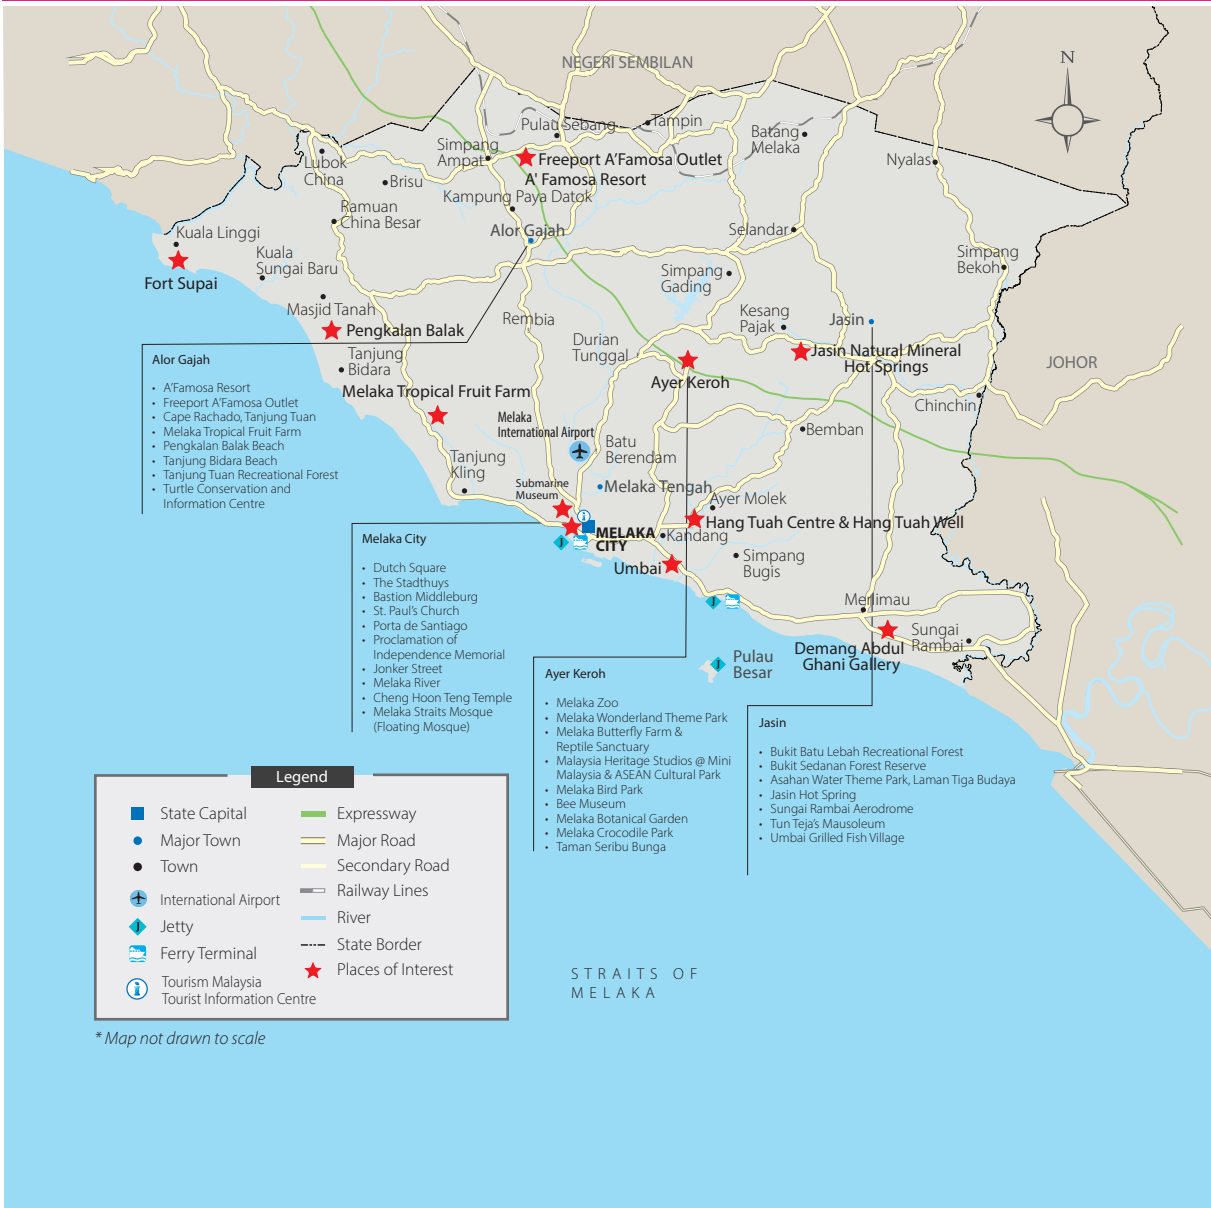 NEGERI SEMBILAN
N
Pulau Sebang
Tampin
Batang
Melaka
Simpang
Ampat
Freeport A'Famosa Outlet
A' Famosa Resort
Nyalas
Lubok
China
Brisu
Kampung Paya Datok
Ramuan
China Besar
Alor Gajah
Selandar
Kuala Linggi
Kuala
Sungai Baru
Simpang
Bekoh
Fort Supai
Simpang
Gading
Masjid Tanah
Rembia
Kesang
Pajak
Jasin
Pengkalan Balak
Durian
Tunggal
Jasin Natural Mineral
Hot Springs
JOHOR
Tanjung
Bidara
Ayer Keroh
Melaka Tropical Fruit Farm
Chinchin
Melaka
International Airport
Batu
Berendam
Bemban
Tanjung
Kling
Submarine
Museum
Melaka Tengah
Ayer Molek
i
Hang Tuah Centre & Hang Tuah Well
MELAKA
CITY
J
Kandang
Umbai
Simpang
Bugis
J
Merlimau
Sungai
Rambai
Demang Abdul
Ghani Gallery
J
Pulau
Besar
Alor Gajah
• A'Famosa Resort
• Freeport A'Famosa Outlet
• Cape Rachado, Tanjung Tuan
• Melaka Tropical Fruit Farm
• Pengkalan Balak Beach
• Tanjung Bidara Beach
• Tanjung Tuan Recreational Forest
• Turtle Conservation and
Information Centre
Melaka City
• Dutch Square
• The Stadthuys
• Bastion Middleburg
• St. Paul's Church
• Porta de Santiago
• Proclamation of
Independence Memorial
• Jonker Street
• Melaka River
• Cheng Hoon Teng Temple
• Melaka Straits Mosque
(Floating Mosque)
Ayer Keroh
• Melaka Zoo
• Melaka Wonderland Theme Park
• Melaka Butterfly Farm &
Reptile Sanctuary
• Malaysia Heritage Studios @ Mini
Malaysia & ASEAN Cultural Park
• Melaka Bird Park
• Bee Museum
• Melaka Botanical Garden
• Melaka Crocodile Park
• Taman Seribu Bunga
Jasin
• Bukit Batu Lebah Recreational Forest
• Bukit Sedanan Forest Reserve
• Asahan Water Theme Park, Laman Tiga Budaya
• Jasin Hot Spring
• Sungai Rambai Aerodrome
• Tun Teja's Mausoleum
• Umbai Grilled Fish Village
Legend
State Capital
Major Town
Town
International Airport
J Jetty
Ferry Terminal
i Tourism Malaysia
Tourist Information Centre
Expressway
Major Road
Secondary Road
Railway Lines
River
State Border
Places of Interest
STRAITS OF
MELAKA
* Map not drawn to scale